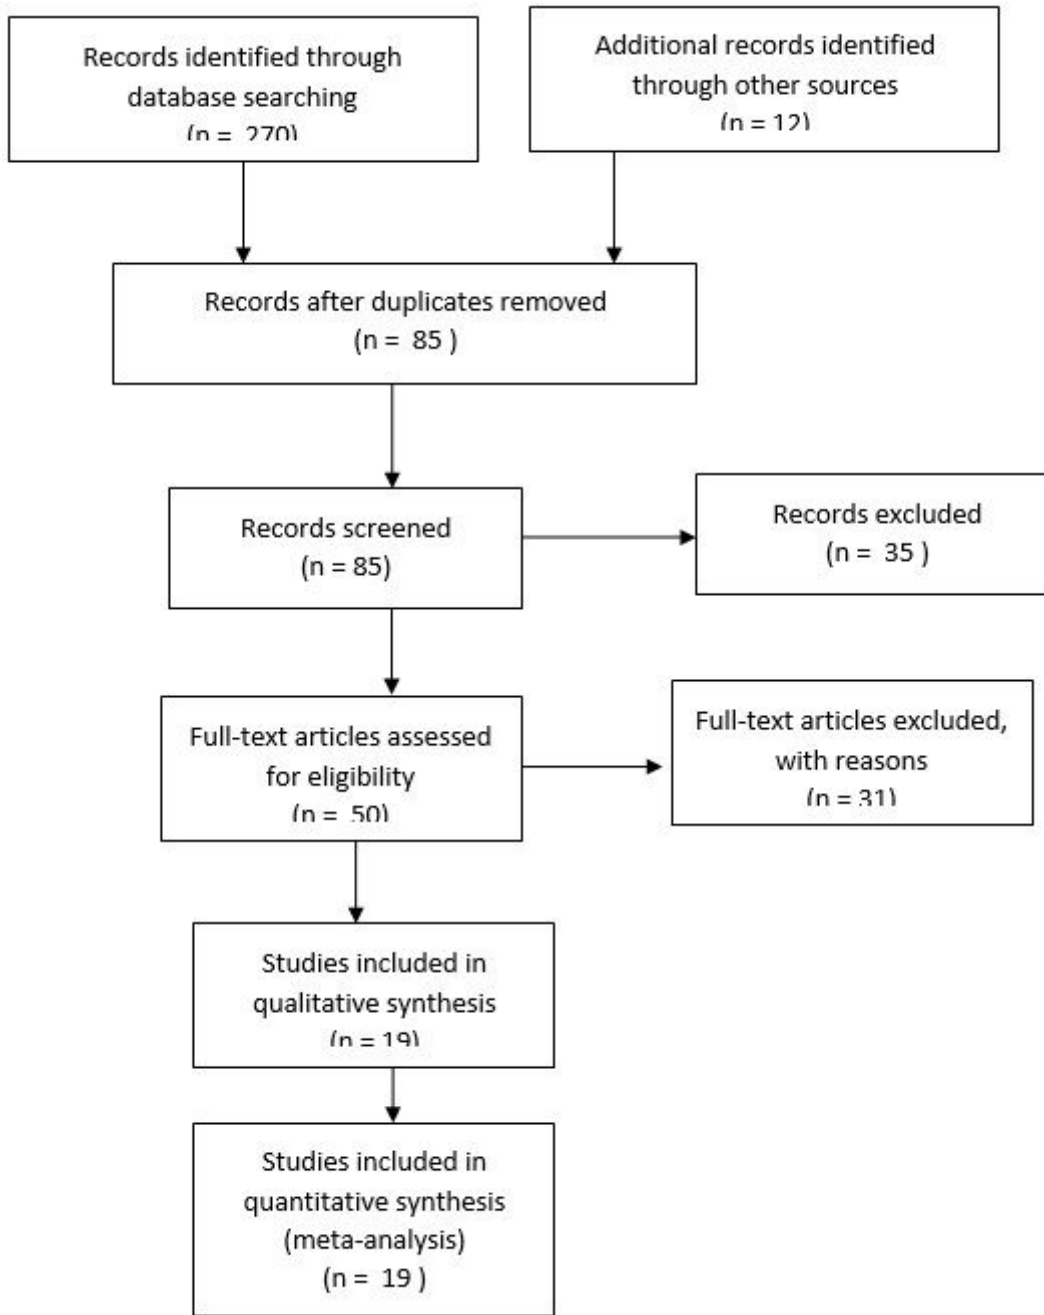 Records identified through
database searching
(n = 270)
Additional records identified
through other sources
(n = 12)
Records after duplicates removed
(n = 85 )
Records screened
(n = 85)
Records excluded
(n = 35 )
Full-text articles assessed
for eligibility
(n = 50)
Full-text articles excluded,
with reasons
(n = 31)
Studies included in
qualitative synthesis
(n = 19)
Studies included in
quantitative synthesis
(meta-analysis)
(n = 19 )